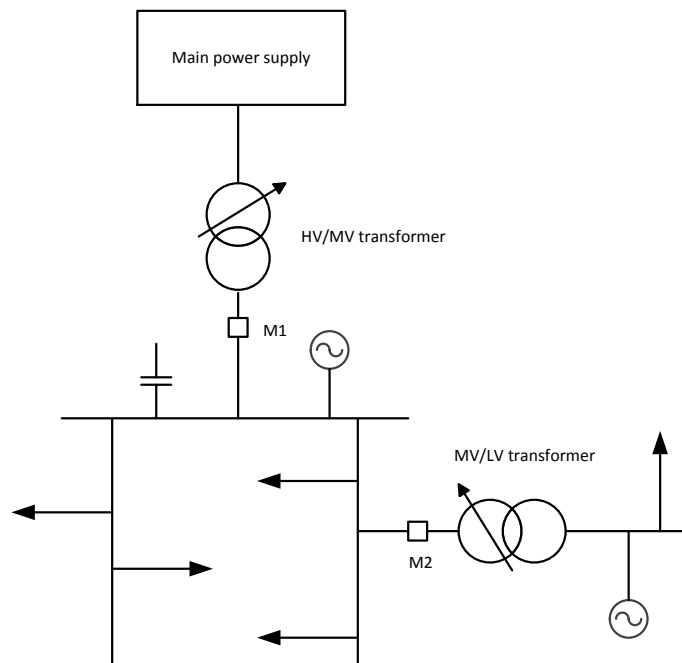 Main power supply
HV/MV transformer
M1
MV/LV transformer
M2